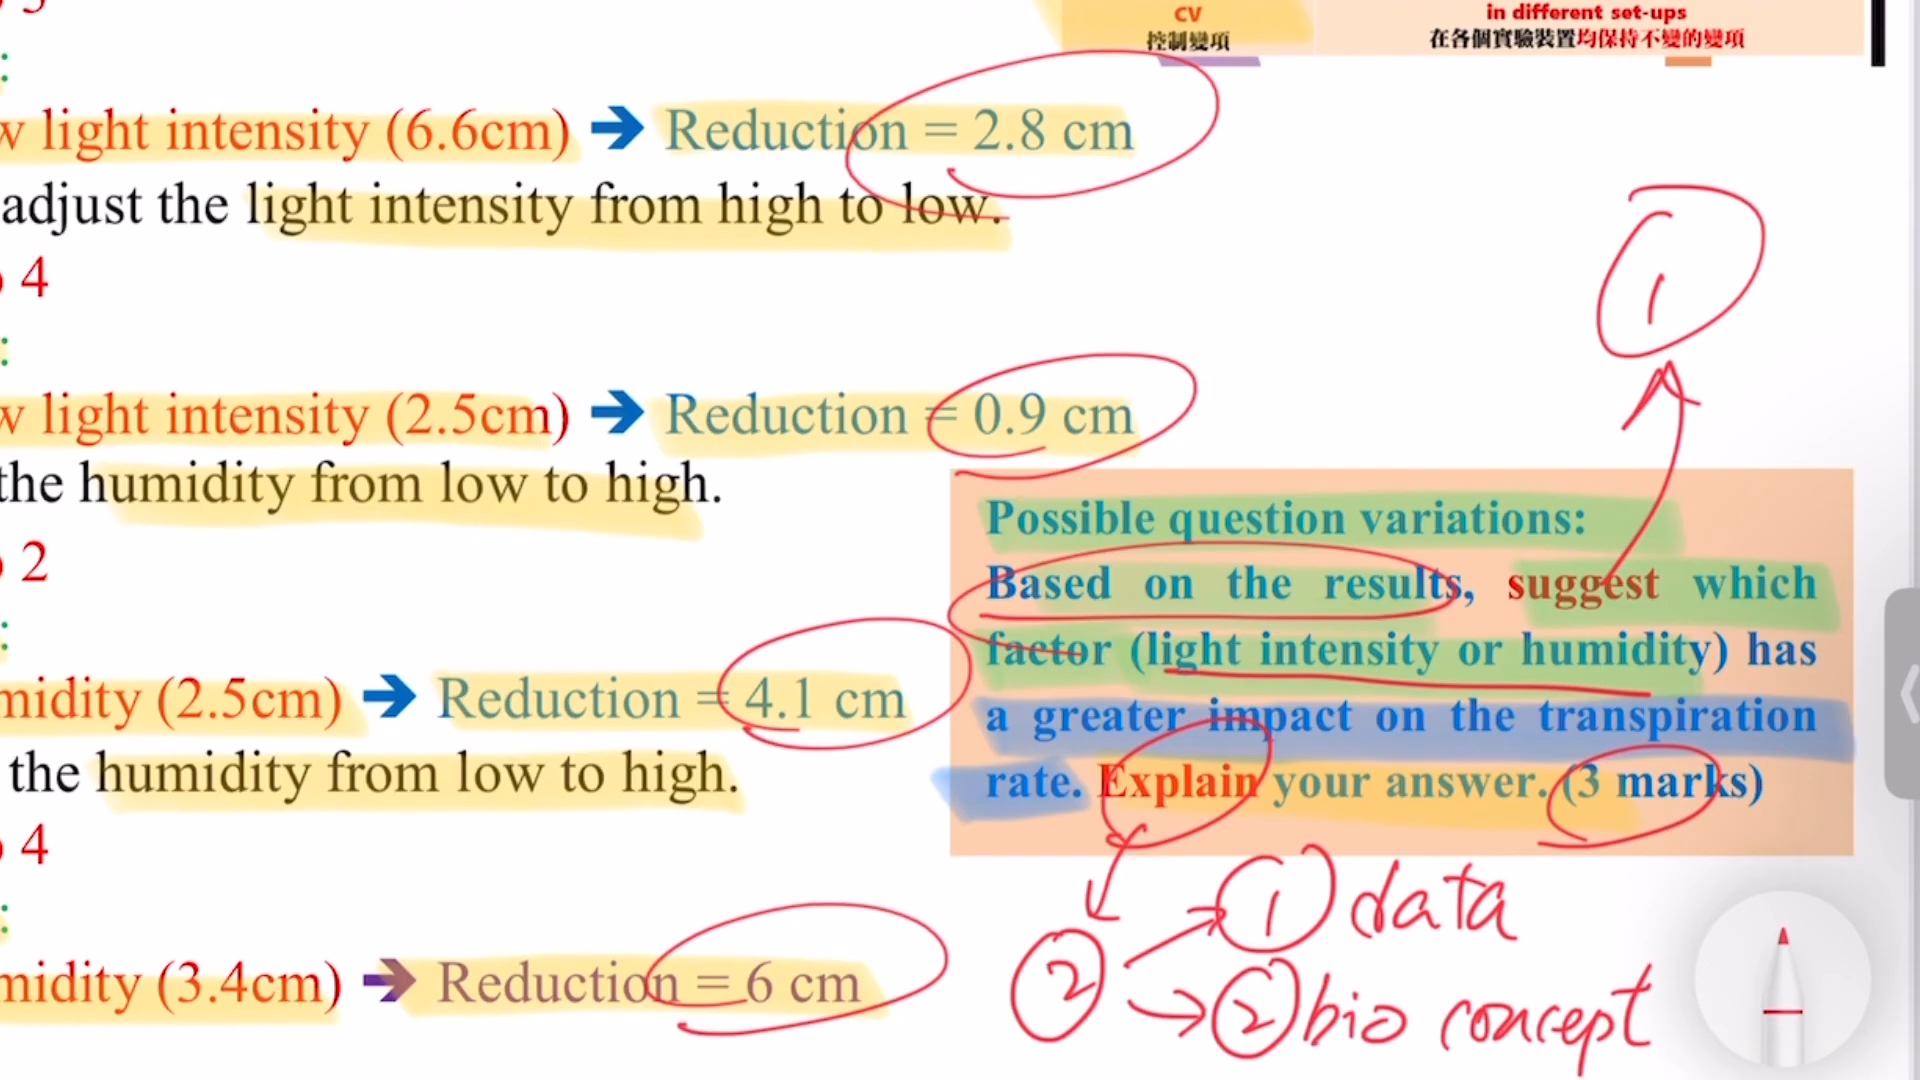 CV
控制變項
in different set-ups
在各個實驗裝置均保持不變的變項
:
w light intensity (6.6cm) ➔ Reduction = 2.8 cm
adjust the light intensity from high to low.
4
:
w light intensity (2.5cm) ➔ Reduction = 0.9 cm
the humidity from low to high.
2
:
midity (2.5cm) ➔ Reduction = 4.1 cm
the humidity from low to high.
4
:
midity (3.4cm) ➔ Reduction = 6 cm
①
Possible question variations:
Based on the results, suggest which
factor (light intensity or humidity) has
a greater impact on the transpiration
rate. Explain your answer. (3 marks)
① data
② → ② bio concept